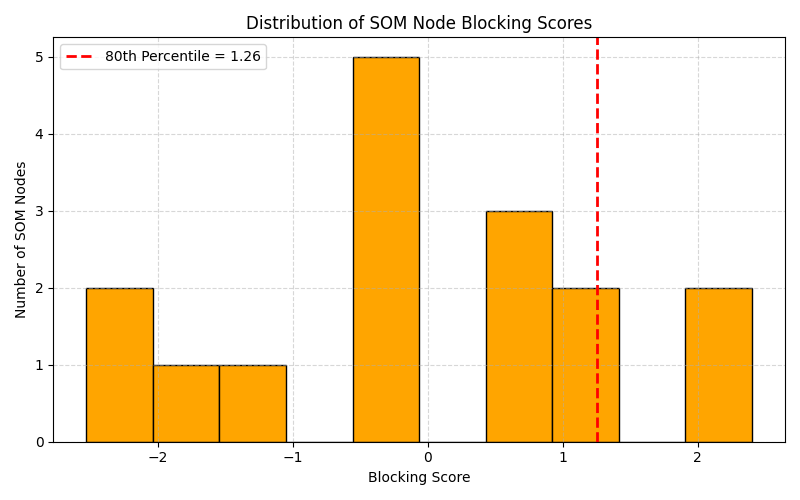 Distribution of SOM Node Blocking Scores
80th Percentile = 1.26
Number of SOM Nodes
5
4
3
2
1
0
−2
−1
0
1
2
Blocking Score